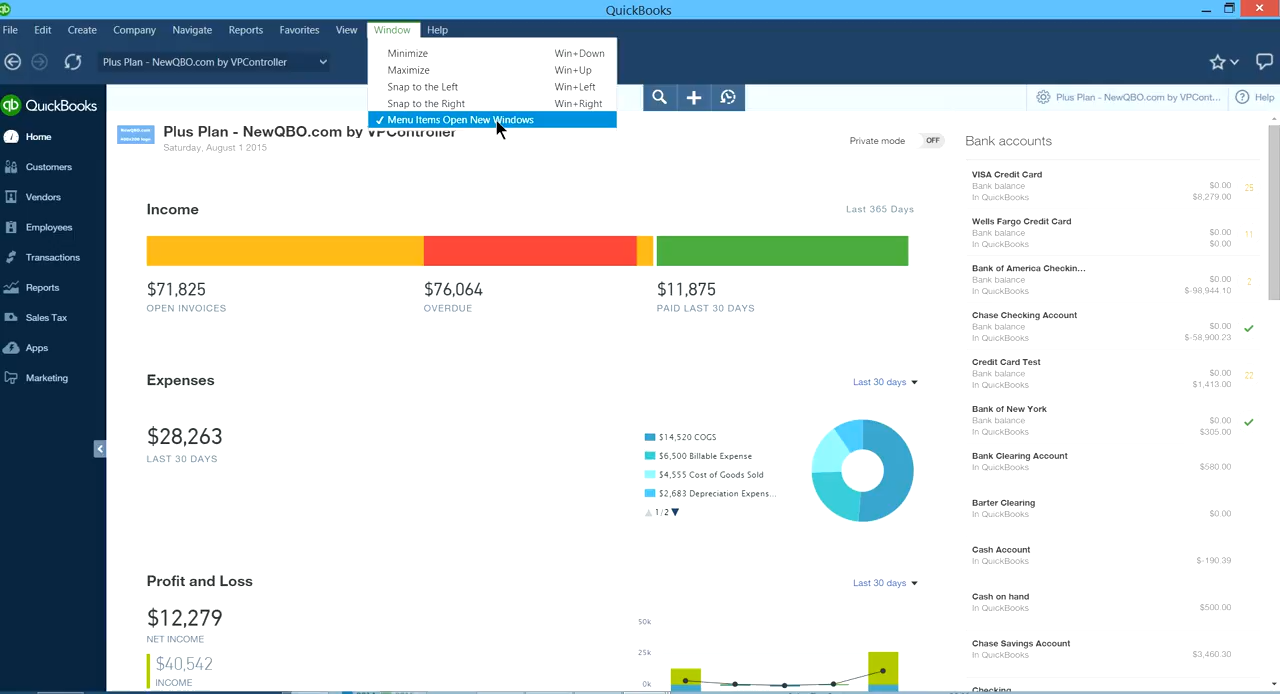 QuickBooks
File Edit Create Company Navigate Reports Favorites View Window Help
Plus Plan - NewQBO.com by VPController
Minimize Win+Down
Maximize Win+Up
Snap to the Left Win+Left
Snap to the Right Win+Right
✓ Menu Items Open New Windows
qb QuickBooks
Home
Customers
Vendors
Employees
Transactions
Reports
Sales Tax
Apps
Marketing
Plus Plan - NewQBO.com by VPCont...
Help
Plus Plan - NewQBO.com by VPController
Saturday, August 1 2015
Private mode OFF
Income
Last 365 Days
$71,825
OPEN INVOICES
$76,064
OVERDUE
$11,875
PAID LAST 30 DAYS
Expenses
Last 30 days
$28,263
LAST 30 DAYS
$14,520 COGS
$6,500 Billable Expense
$4,555 Cost of Goods Sold
$2,683 Depreciation Expens...
1/2
Profit and Loss
Last 30 days
$12,279
NET INCOME
$40,542
INCOME
50k
25k
0k
Bank accounts
VISA Credit Card
Bank balance $0.00
In QuickBooks $8,279.00
25
Wells Fargo Credit Card
Bank balance $0.00
In QuickBooks $0.00
11
Bank of America Checkin...
Bank balance $0.00
In QuickBooks $-98,944.10
2
Chase Checking Account
Bank balance $0.00
In QuickBooks $-58,900.23
Credit Card Test
Bank balance $0.00
In QuickBooks $1,413.00
22
Bank of New York
Bank balance $0.00
In QuickBooks $305.00
Bank Clearing Account
In QuickBooks $580.00
Barter Clearing
In QuickBooks $0.00
Cash Account
In QuickBooks $-190.39
Cash on hand
In QuickBooks $500.00
Chase Savings Account
In QuickBooks $3,460.30
Checking